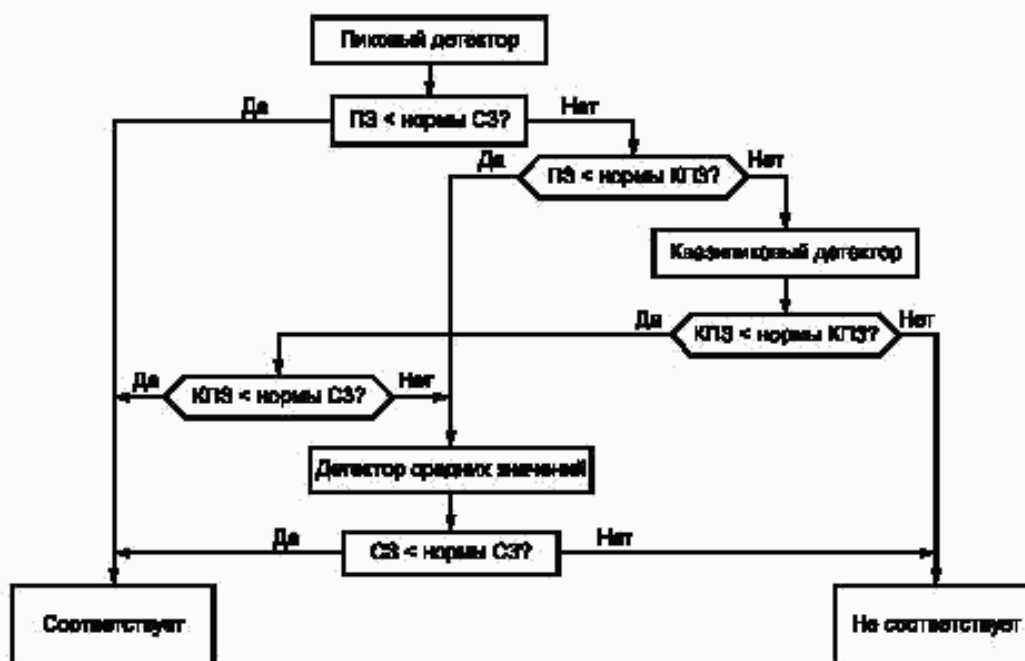 Пиковый детектор
Да
ПЗ < нормы СЗ?
Нет
Да
ПЗ < нормы КПЗ?
Нет
Квазипиковый детектор
Да
КПЗ < нормы КПЗ?
Нет
Да
КПЗ < нормы СЗ?
Нет
Детектор средних значений
Да
СЗ < нормы СЗ?
Нет
Соответствует
Не соответствует